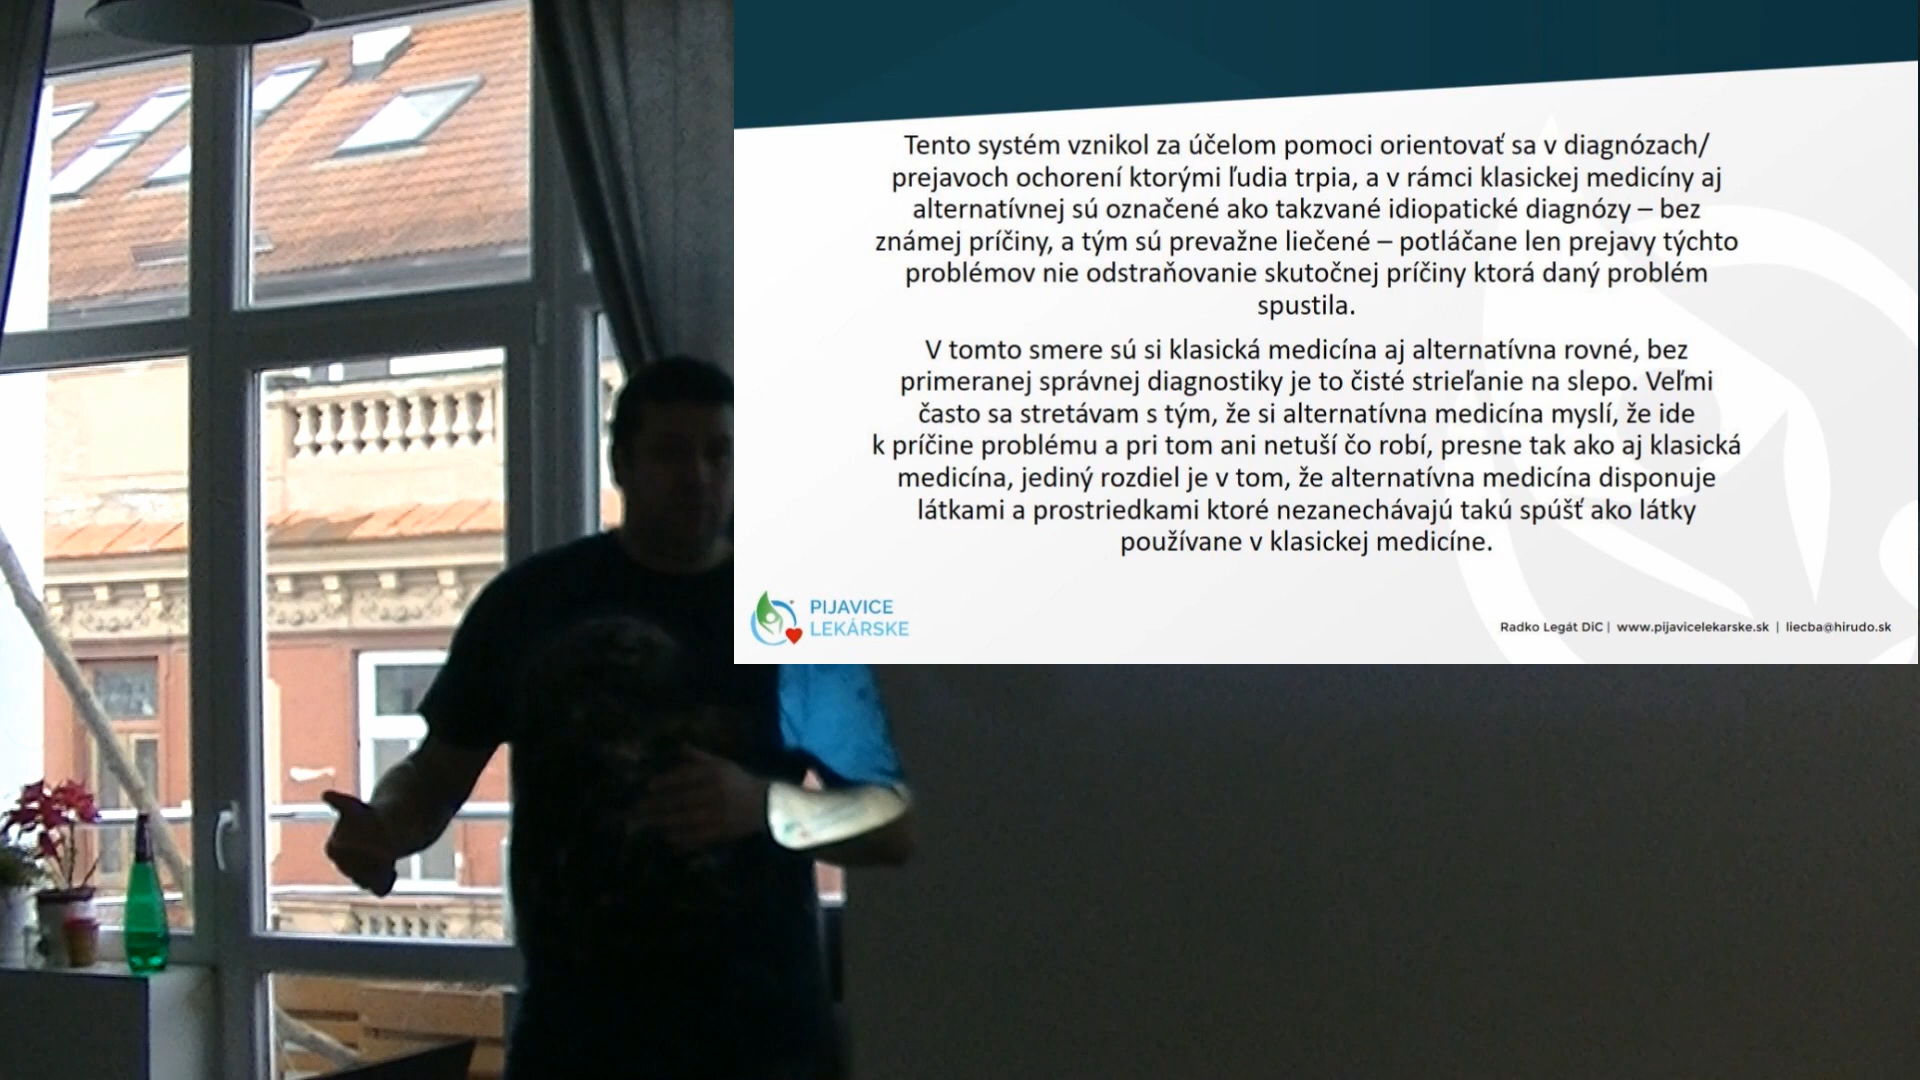 Tento systém vznikol za účelom pomoci orientovať sa v diagnózach/
prejavoch ochorení ktorými ľudia trpia, a v rámci klasickej medicíny aj
alternatívnej sú označené ako takzvané idiopatické diagnózy – bez
známej príčiny, a tým sú prevažne liečené – potláčane len prejavy týchto
problémov nie odstraňovanie skutočnej príčiny ktorá daný problém
spustila.
V tomto smere sú si klasická medicína aj alternatívna rovné, bez
primeranej správnej diagnostiky je to čisté strieľanie na slepo. Veľmi
často sa stretávam s tým, že si alternatívna medicína myslí, že ide
k príčine problému a pri tom ani netuší čo robí, presne tak ako aj klasická
medicína, jediný rozdiel je v tom, že alternatívna medicína disponuje
látkami a prostriedkami ktoré nezanechávajú takú spúšť ako látky
používane v klasickej medicíne.
PIJAVICE
LEKÁRSKE
Radko Legát DiC | www.pijavicelekarske.sk | liecba@hirudo.sk